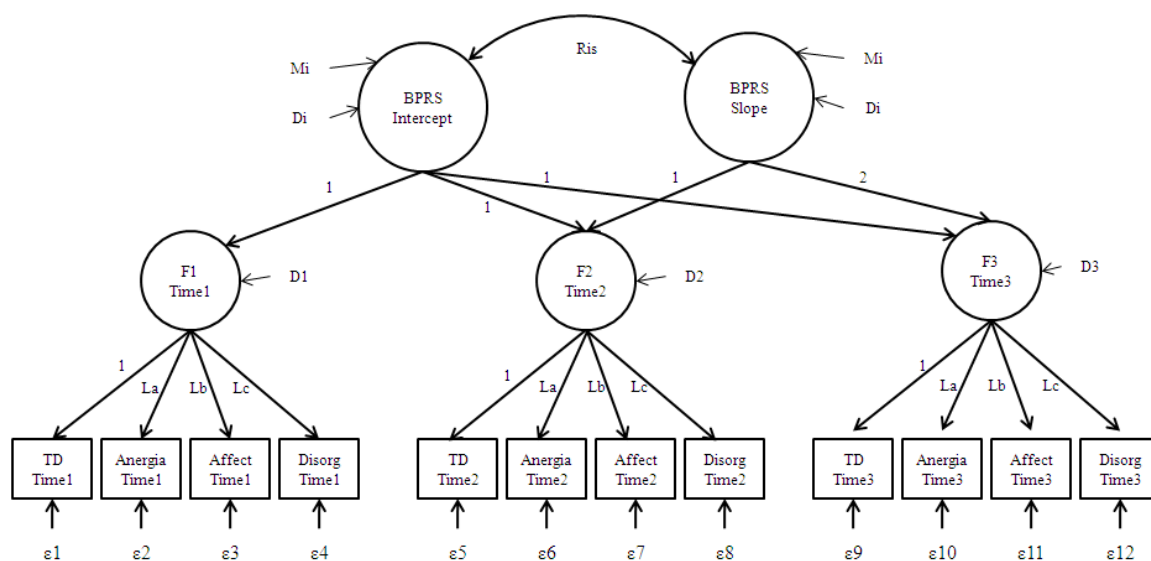 Ris
Mi
Di
BPRS
Intercept
BPRS
Slope
Mi
Di
1
1
1
1
2
F1
Time1
D1
F2
Time2
D2
F3
Time3
D3
1
La
Lb
Lc
1
La
Lb
Lc
1
La
Lb
Lc
TD
Time1
Anergia
Time1
Affect
Time1
Disorg
Time1
TD
Time2
Anergia
Time2
Affect
Time2
Disorg
Time2
TD
Time3
Anergia
Time3
Affect
Time3
Disorg
Time3
ε1
ε2
ε3
ε4
ε5
ε6
ε7
ε8
ε9
ε10
ε11
ε12